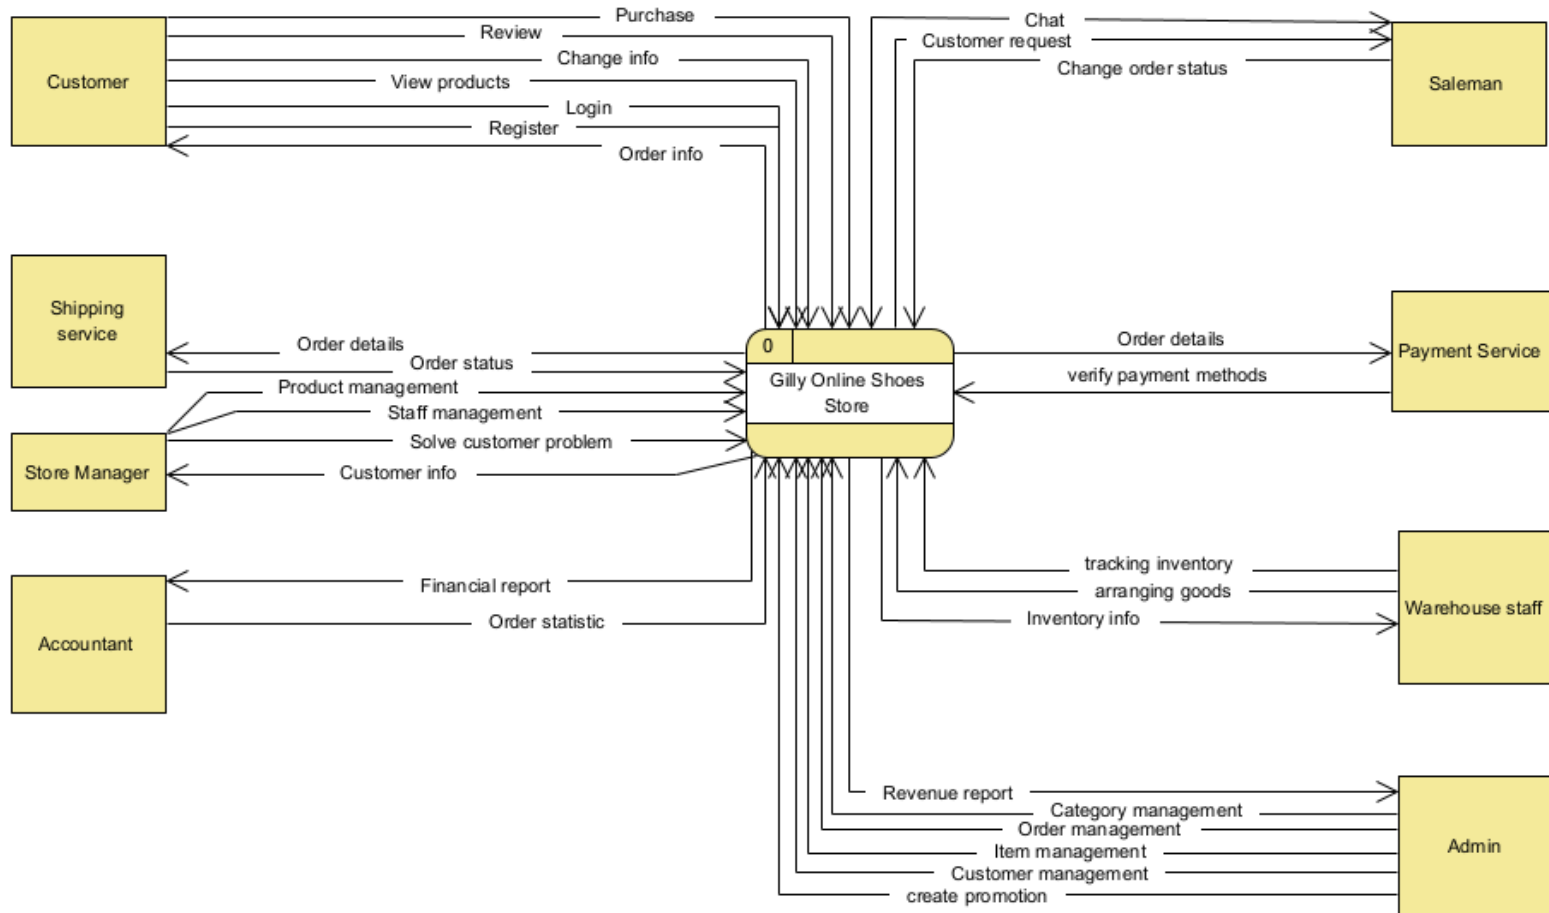 Purchase
Review
Change info
View products
Login
Register
Order info
Customer
Chat
Customer request
Change order status
Saleman
Shipping
service
Order details
Order status
Product management
Staff management
Solve customer problem
Customer info
Store Manager
0
Gilly Online Shoes
Store
Order details
verify payment methods
Payment Service
Financial report
Order statistic
Accountant
tracking inventory
arranging goods
Inventory info
Warehouse staff
Revenue report
Category management
Order management
Item management
Customer management
create promotion
Admin